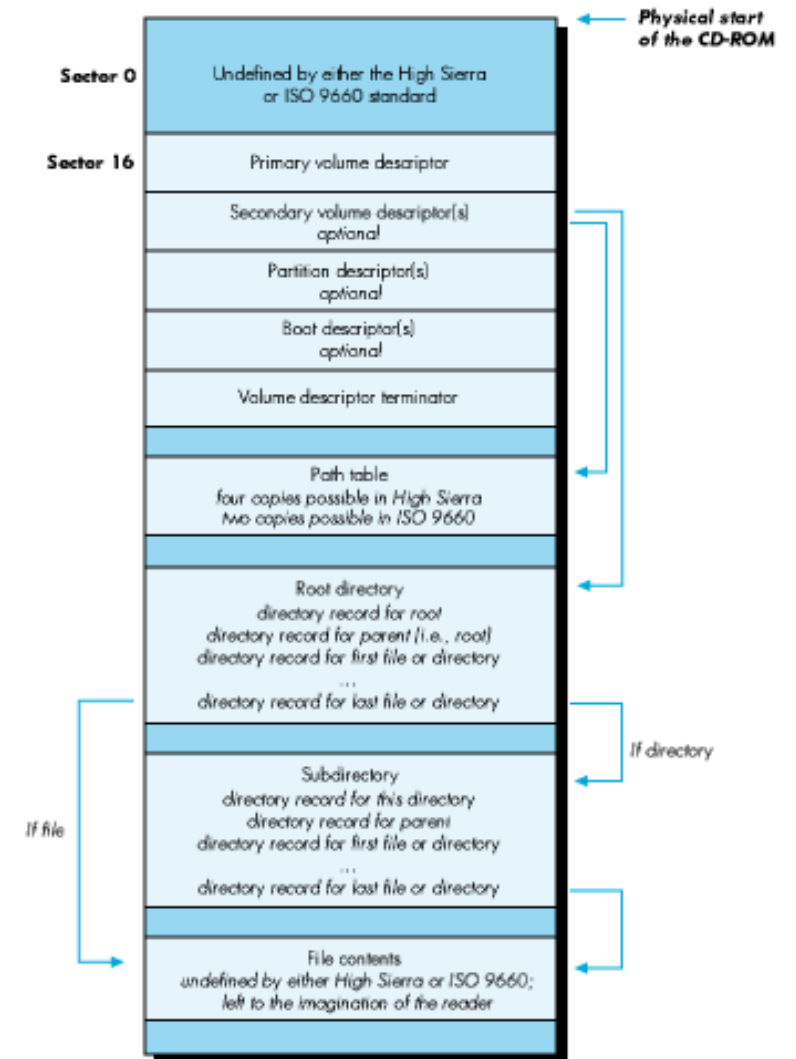 Physical start
of the CD-ROM
Sector 0
Undefined by either the High Sierra
or ISO 9660 standard
Sector 16
Primary volume descriptor
Secondary volume descriptor(s)
optional
Partition descriptor(s)
optional
Boot descriptor(s)
optional
Volume descriptor terminator
Path table
four copies possible in High Sierra
two copies possible in ISO 9660
Root directory
directory record for root
directory record for parent (i.e., root)
directory record for first file or directory
...
directory record for last file or directory
If directory
Subdirectory
directory record for this directory
directory record for parent
directory record for first file or directory
...
directory record for last file or directory
If file
File contents
undefined by either High Sierra or ISO 9660;
left to the imagination of the reader